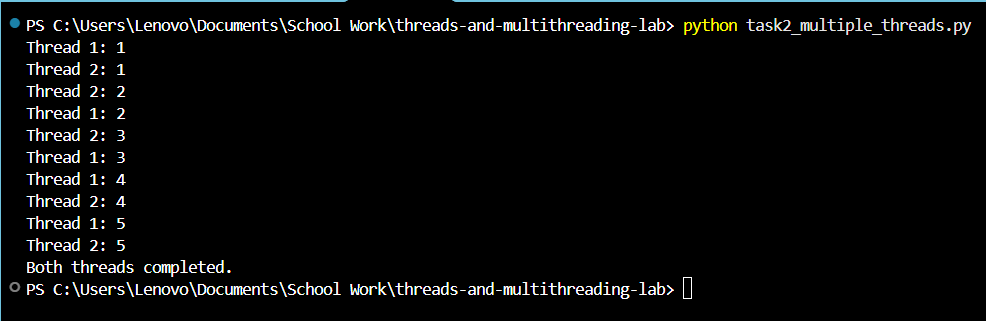 PS C:\Users\Lenovo\Documents\School Work\threads-and-multithreading-lab> python task2_multiple_threads.py
Thread 1: 1
Thread 2: 1
Thread 2: 2
Thread 1: 2
Thread 2: 3
Thread 1: 3
Thread 1: 4
Thread 2: 4
Thread 1: 5
Thread 2: 5
Both threads completed.
PS C:\Users\Lenovo\Documents\School Work\threads-and-multithreading-lab>